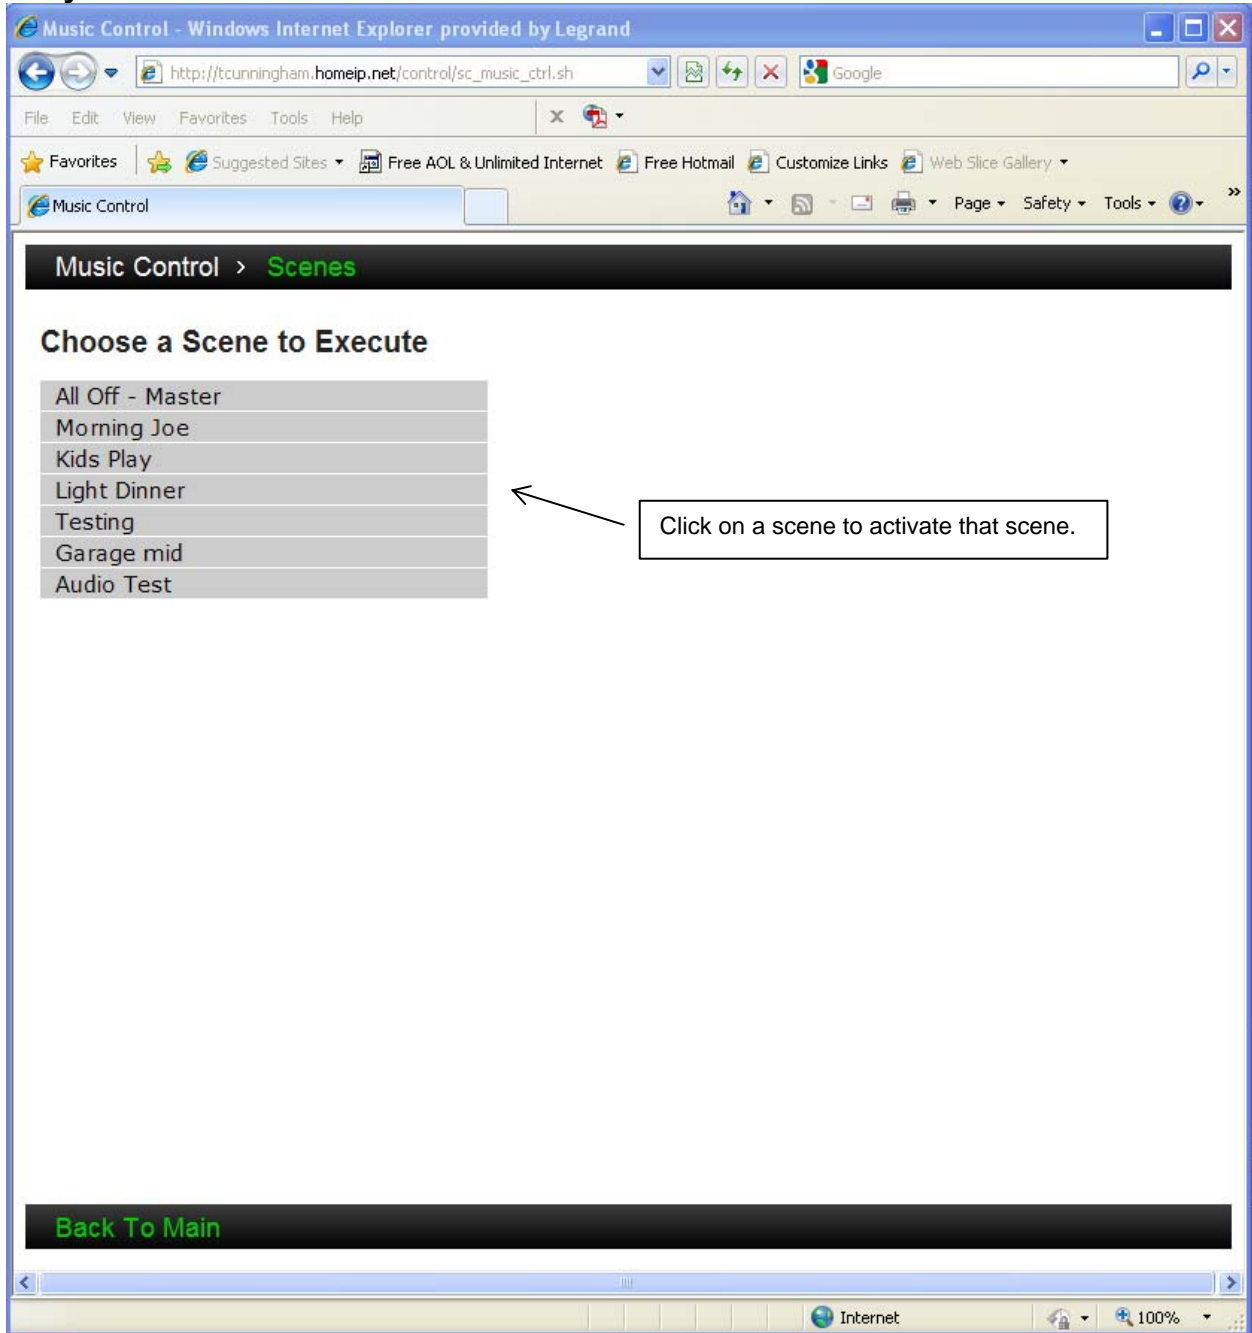 Music Control - Windows Internet Explorer provided by Legrand
http://tcunningham.homeip.net/control/sc_music_ctrl.sh Google
File Edit View Favorites Tools Help x
Favorites Suggested Sites Free AOL & Unlimited Internet Free Hotmail Customize Links Web Slice Gallery
Music Control Page Safety Tools »
Music Control > Scenes
Choose a Scene to Execute
All Off - Master
Morning Joe
Kids Play
Light Dinner
Testing
Garage mid
Audio Test
Click on a scene to activate that scene.
Back To Main
Internet 100%